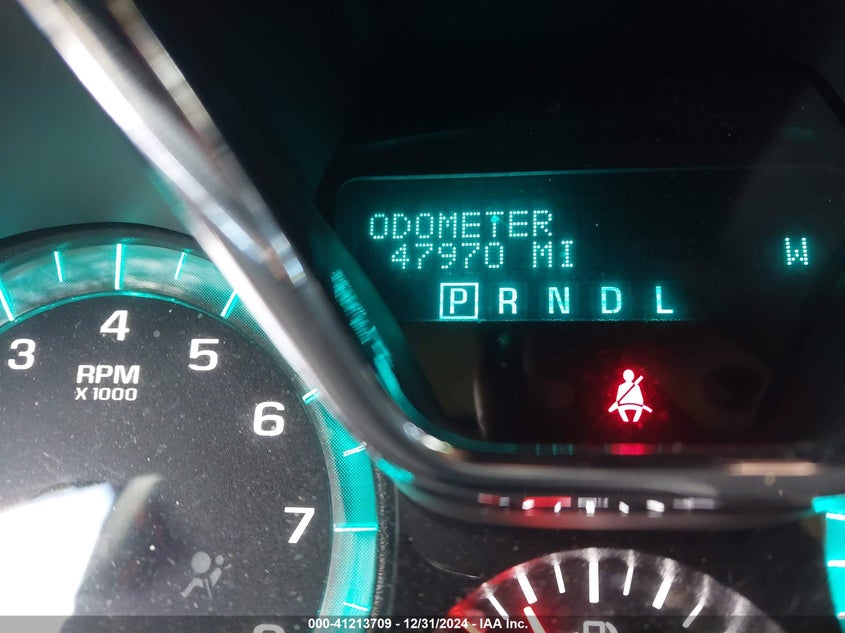 ODOMETER
47970 MI
W
P R N D L
3 4 5 6 7
RPM
X 1000
000-41213709 - 12/31/2024 - IAA Inc.